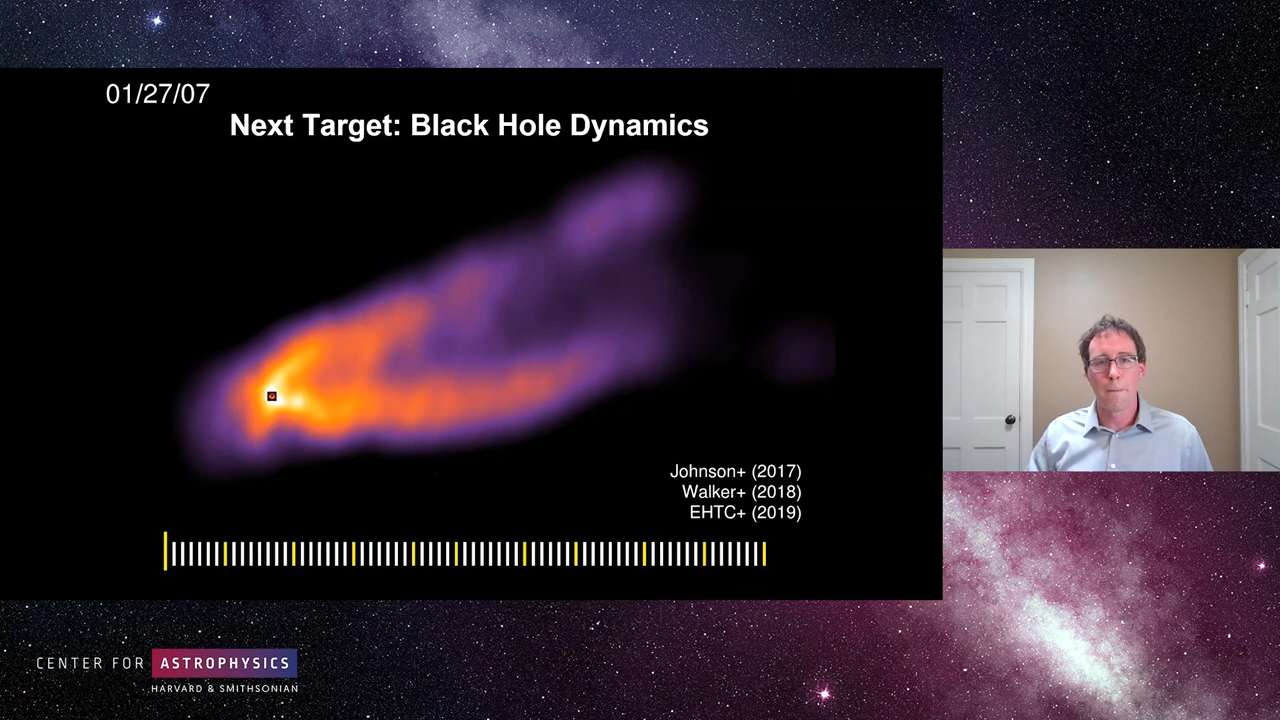 01/27/07
Next Target: Black Hole Dynamics
Johnson+ (2017)
Walker+ (2018)
EHTC+ (2019)
CENTER FOR ASTROPHYSICS
HARVARD & SMITHSONIAN